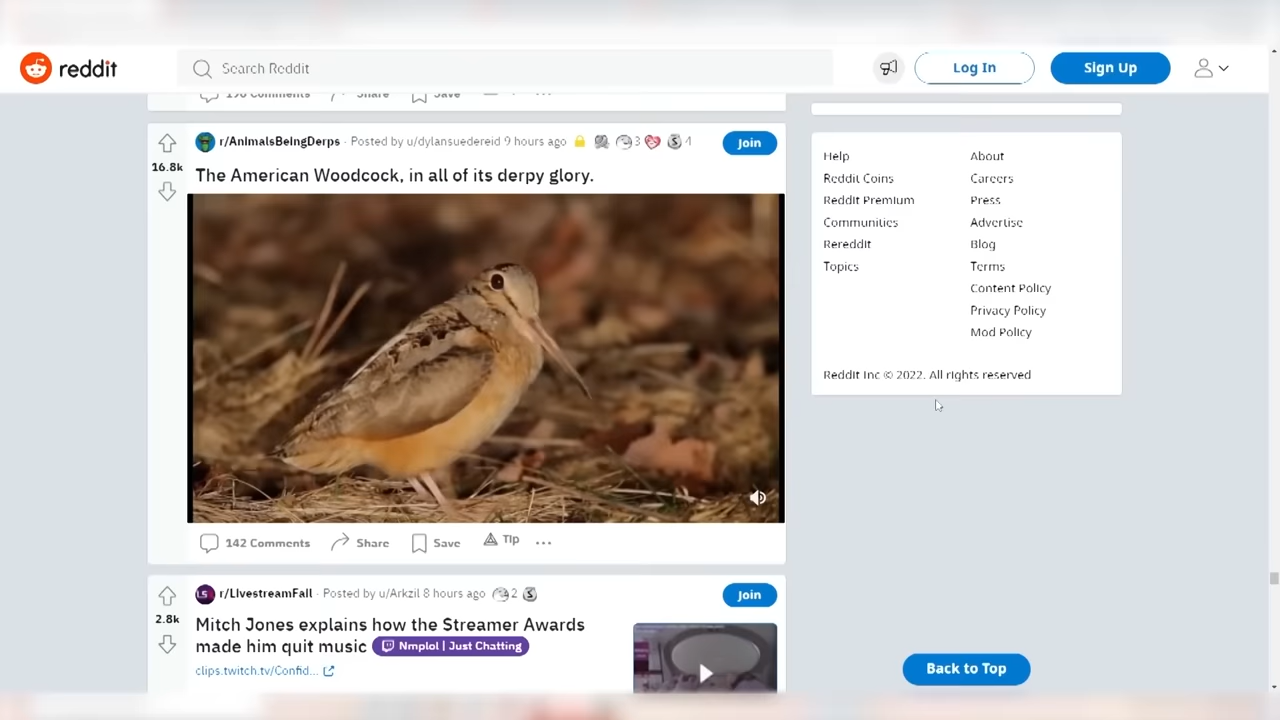 reddit
Search Reddit
Log In
Sign Up
196 Comments Share Save
r/AnimalsBeingDerps · Posted by u/dylansuedereid 9 hours ago 3 4
Join
16.8k
The American Woodcock, in all of its derpy glory.
142 Comments Share Save Tip ...
r/LivestreamFail · Posted by u/Arkzil 8 hours ago 2
Join
2.8k
Mitch Jones explains how the Streamer Awards
made him quit music Nmplol | Just Chatting
clips.twitch.tv/Confid...
Help About
Reddit Coins Careers
Reddit Premium Press
Communities Advertise
Rereddit Blog
Topics Terms
Content Policy
Privacy Policy
Mod Policy
Reddit Inc © 2022. All rights reserved
Back to Top